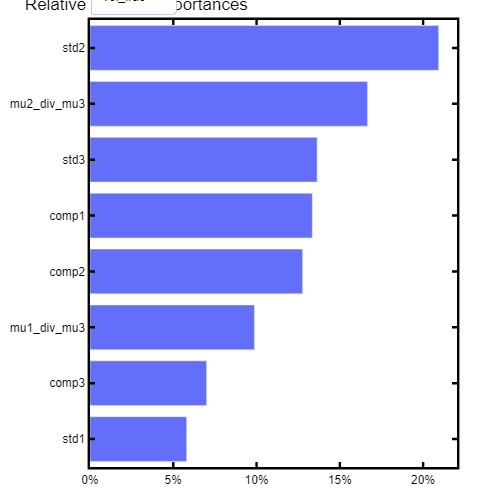 Relative portances
std2
mu2_div_mu3
std3
comp1
comp2
mu1_div_mu3
comp3
std1
0% 5% 10% 15% 20%